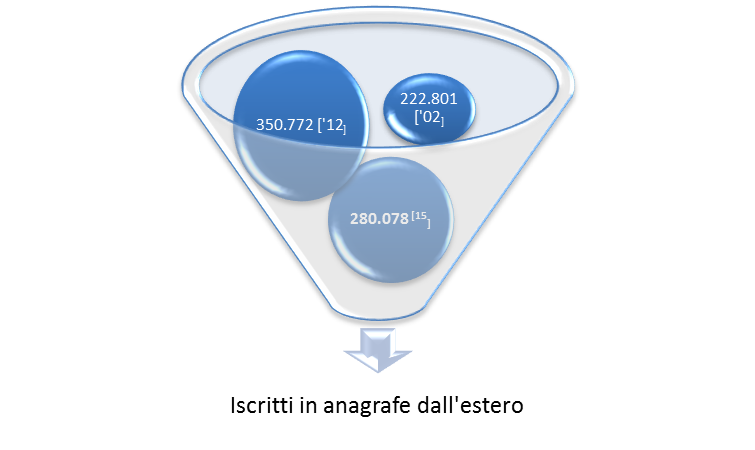 350.772 ['12]
222.801
['02]
280.078 [15]
Iscritti in anagrafe dall'estero